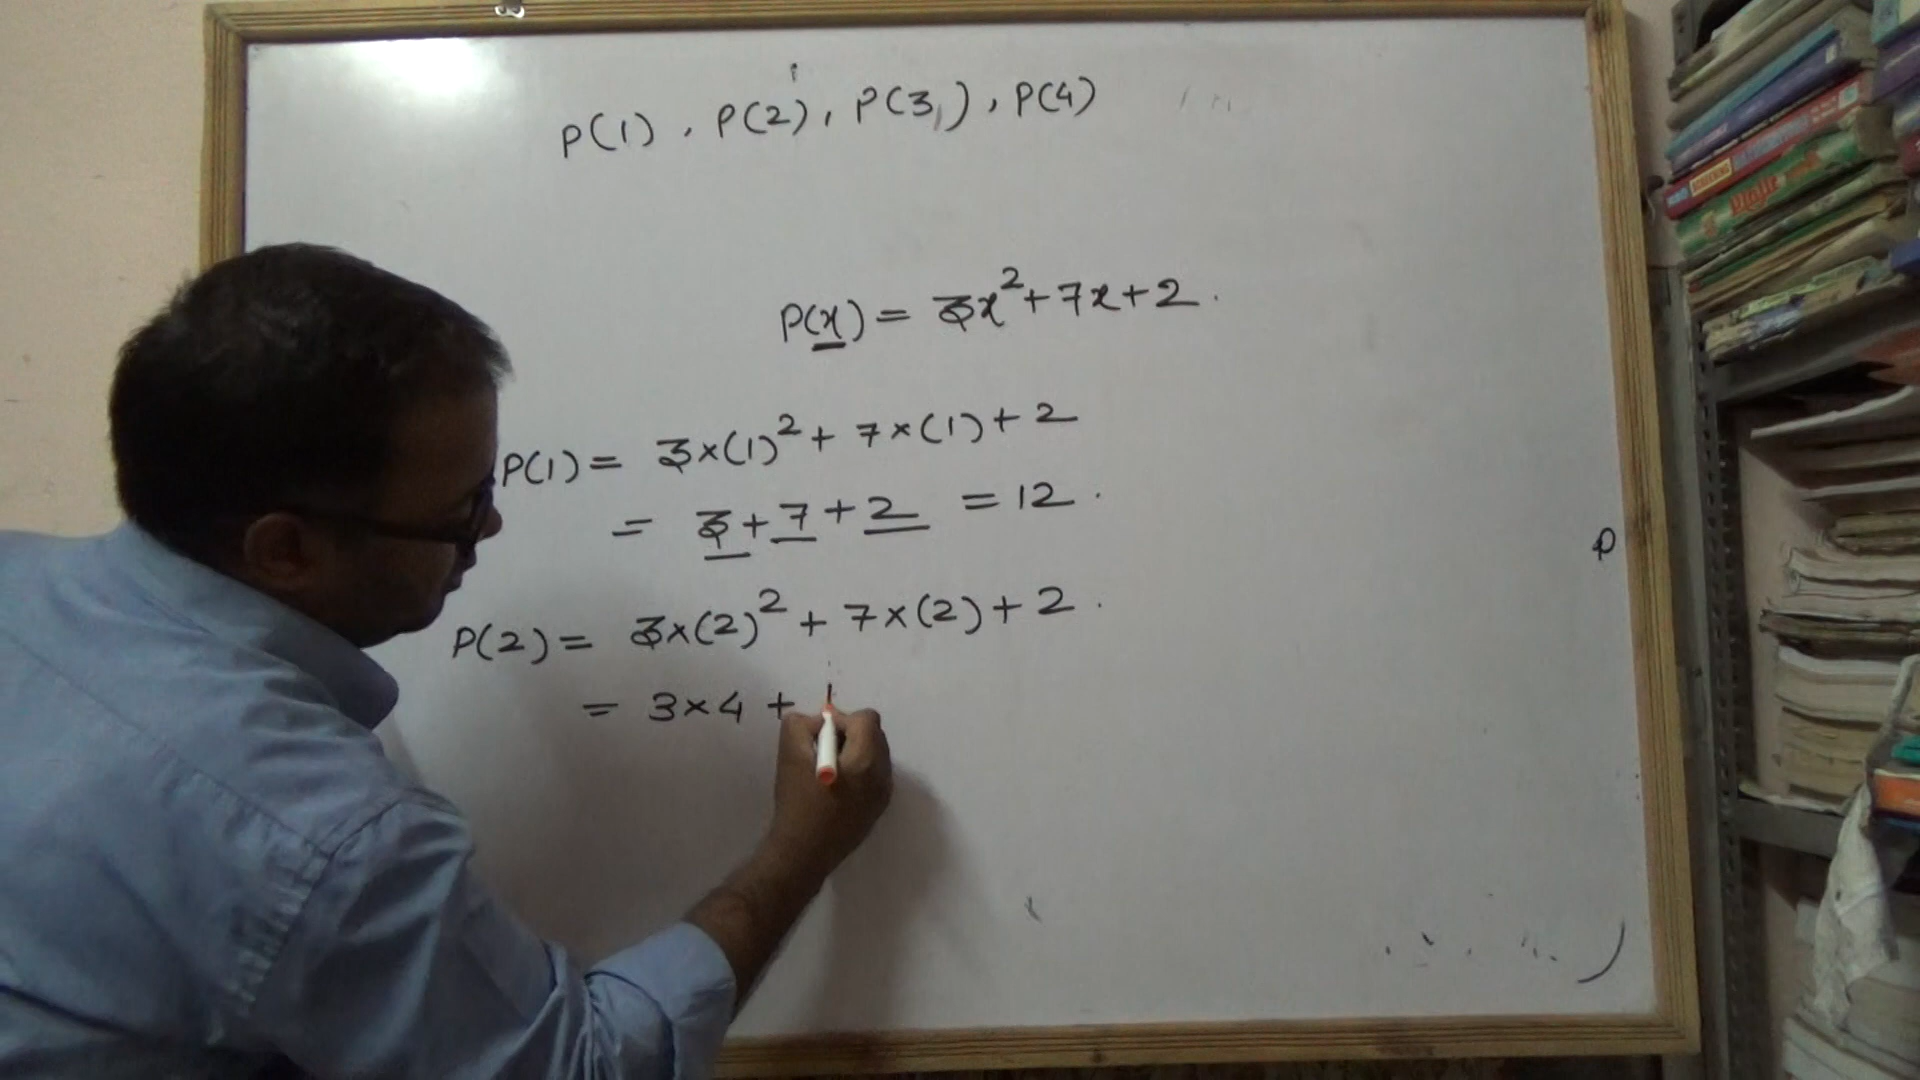 P(1), P(2), P(3), P(4)
P(x) = 3x²+7x+2.
P(1) = 3×(1)²+ 7×(1)+2
= 3+7+2 = 12.
P(2) = 3×(2)² + 7×(2)+2.
= 3×4 +